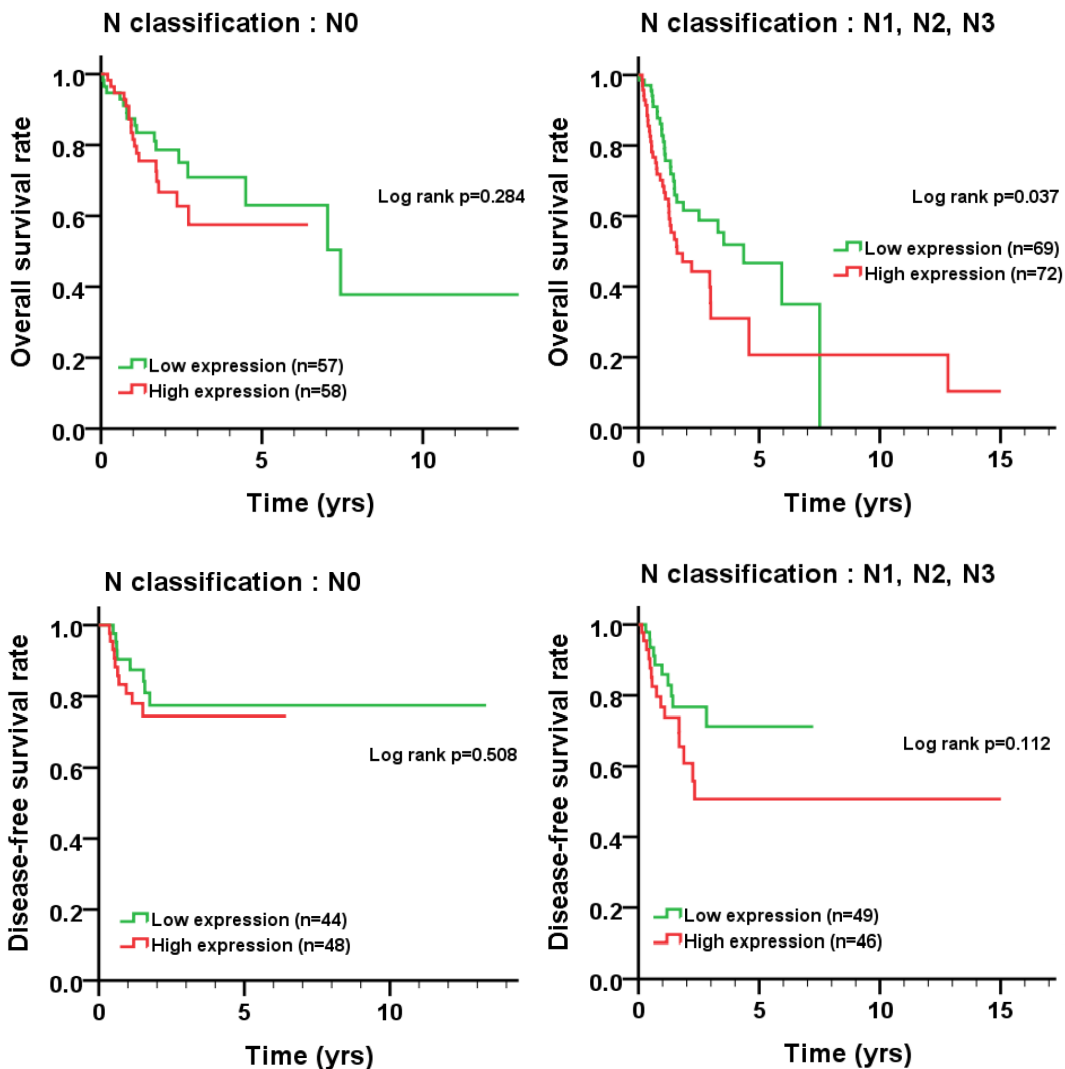 N classification : N0
Overall survival rate
1.0
0.8
0.6
0.4
0.2
0.0
Log rank p=0.284
Low expression (n=57)
High expression (n=58)
0 5 10
Time (yrs)
N classification : N1, N2, N3
Overall survival rate
1.0
0.8
0.6
0.4
0.2
0.0
Log rank p=0.037
Low expression (n=69)
High expression (n=72)
0 5 10 15
Time (yrs)
N classification : N0
Disease-free survival rate
1.0
0.8
0.6
0.4
0.2
0.0
Log rank p=0.508
Low expression (n=44)
High expression (n=48)
0 5 10
Time (yrs)
N classification : N1, N2, N3
Disease-free survival rate
1.0
0.8
0.6
0.4
0.2
0.0
Log rank p=0.112
Low expression (n=49)
High expression (n=46)
0 5 10 15
Time (yrs)